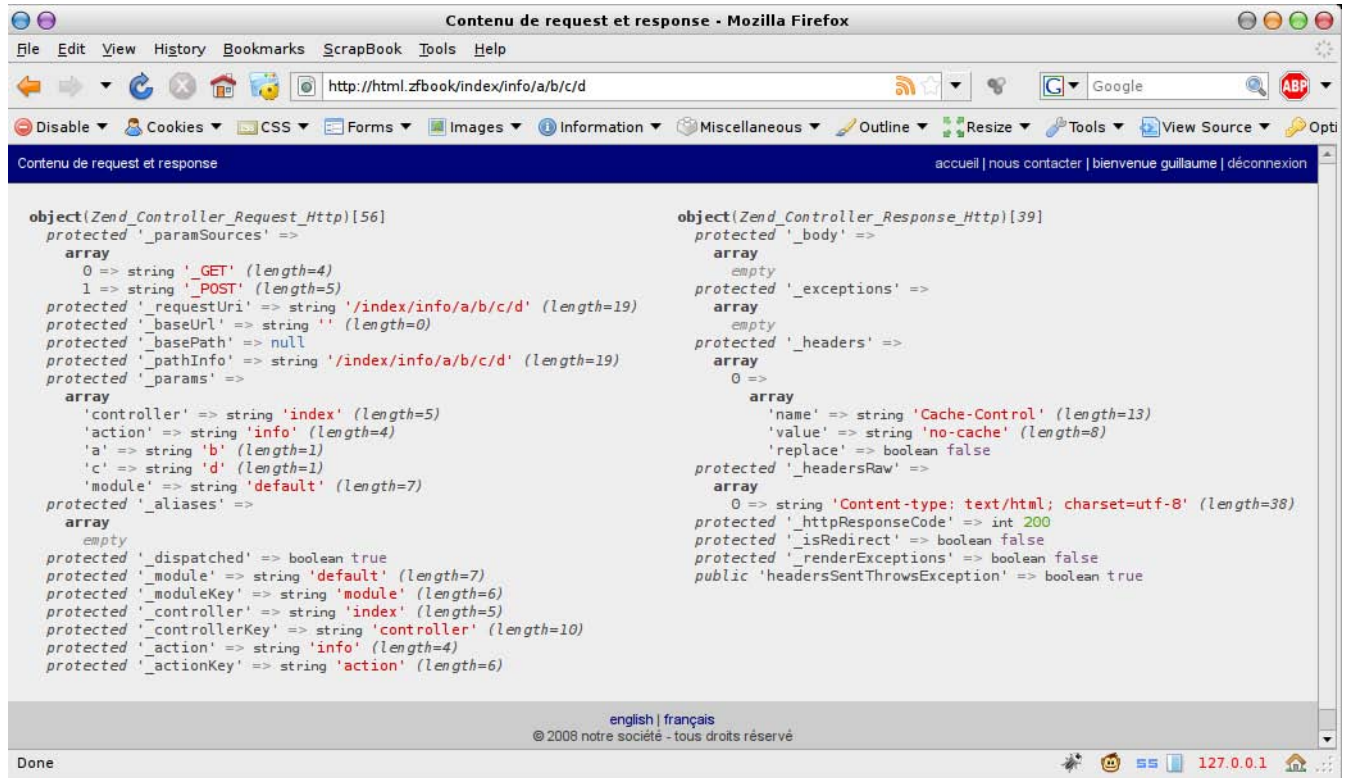 Contenu de request et response - Mozilla Firefox
File Edit View History Bookmarks ScrapBook Tools Help
http://html.zfbook/index/info/a/b/c/d
G Google
ABP
Disable Cookies CSS Forms Images Information Miscellaneous Outline Resize Tools View Source Opti
Contenu de request et response
accueil | nous contacter | bienvenue guillaume | déconnexion
object(Zend_Controller_Request_Http)[56]
protected '_paramSources' =>
array
0 => string '_GET' (length=4)
1 => string '_POST' (length=5)
protected '_requestUri' => string '/index/info/a/b/c/d' (length=19)
protected '_baseUrl' => string '' (length=0)
protected '_basePath' => null
protected '_pathInfo' => string '/index/info/a/b/c/d' (length=19)
protected '_params' =>
array
'controller' => string 'index' (length=5)
'action' => string 'info' (length=4)
'a' => string 'b' (length=1)
'c' => string 'd' (length=1)
'module' => string 'default' (length=7)
protected '_aliases' =>
array
empty
protected '_dispatched' => boolean true
protected '_module' => string 'default' (length=7)
protected '_moduleKey' => string 'module' (length=6)
protected '_controller' => string 'index' (length=5)
protected '_controllerKey' => string 'controller' (length=10)
protected '_action' => string 'info' (length=4)
protected '_actionKey' => string 'action' (length=6)
object(Zend_Controller_Response_Http)[39]
protected '_body' =>
array
empty
protected '_exceptions' =>
array
empty
protected '_headers' =>
array
0 =>
array
'name' => string 'Cache-Control' (length=13)
'value' => string 'no-cache' (length=8)
'replace' => boolean false
protected '_headersRaw' =>
array
0 => string 'Content-type: text/html; charset=utf-8' (length=38)
protected '_httpResponseCode' => int 200
protected '_isRedirect' => boolean false
protected '_renderExceptions' => boolean false
public 'headersSentThrowsException' => boolean true
english | français
© 2008 notre société - tous droits réservé
Done
SS 127.0.0.1